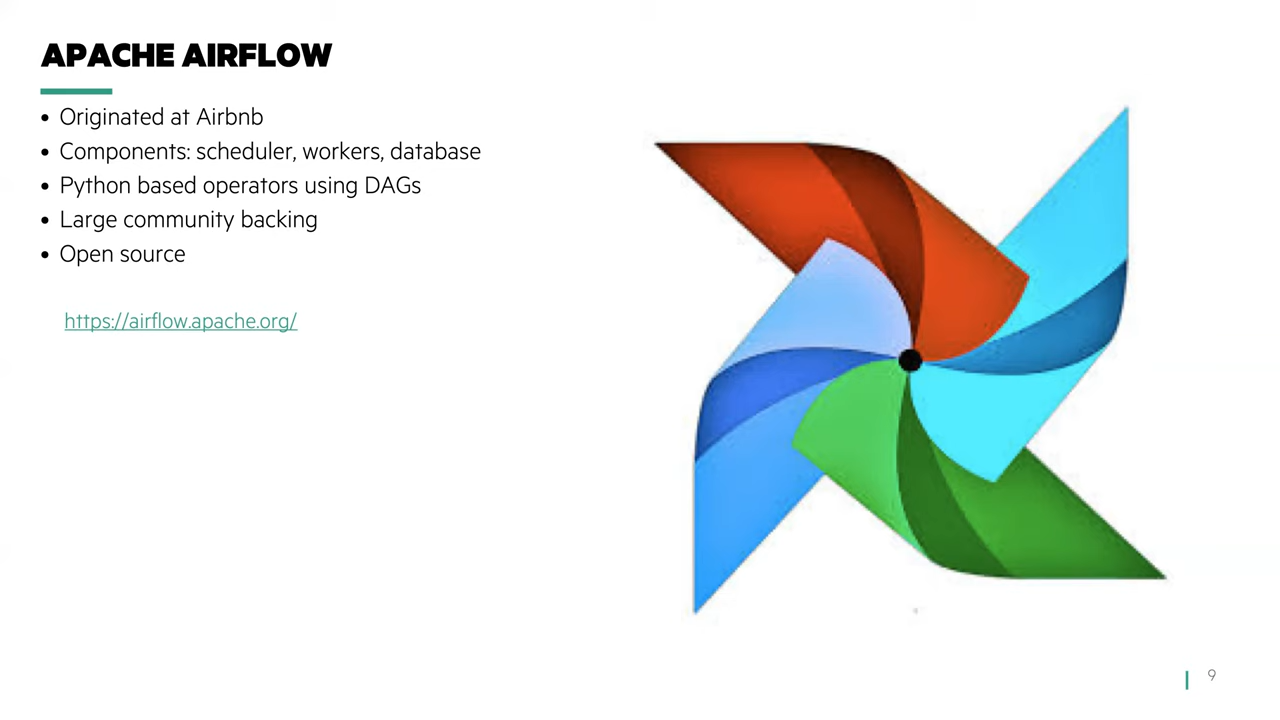 APACHE AIRFLOW
• Originated at Airbnb
• Components: scheduler, workers, database
• Python based operators using DAGs
• Large community backing
• Open source
https://airflow.apache.org/
9